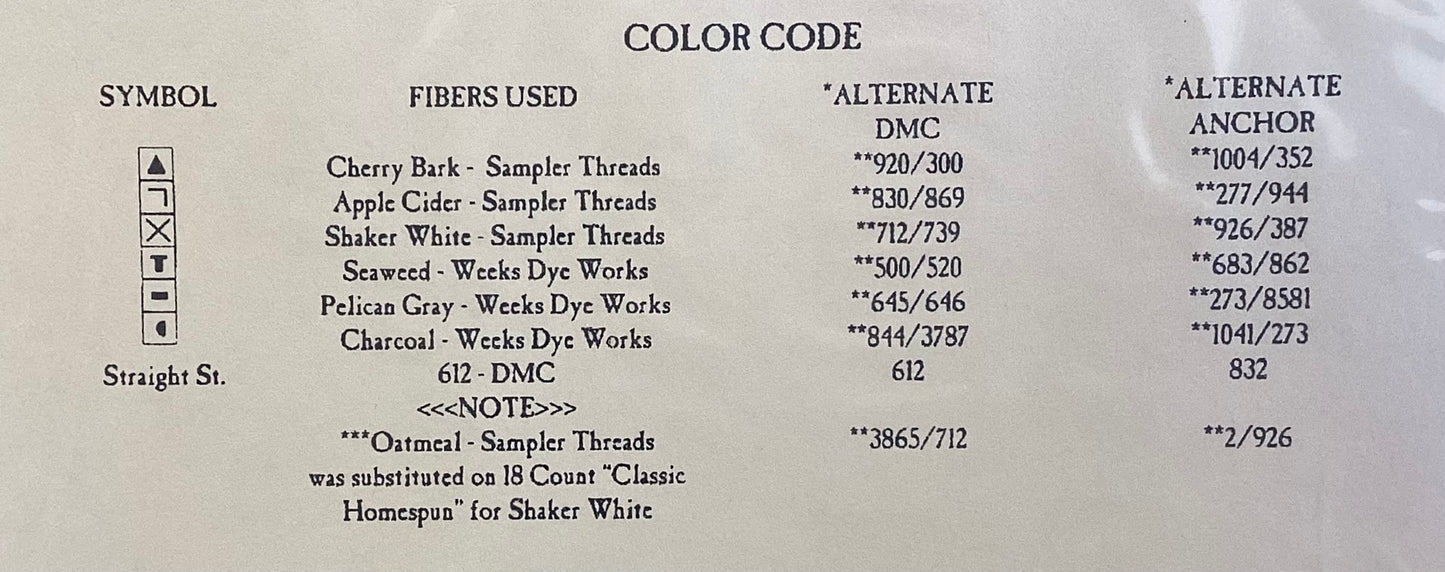 COLOR CODE
SYMBOL FIBERS USED *ALTERNATE DMC *ALTERNATE ANCHOR
Cherry Bark - Sampler Threads **920/300 **1004/352
Apple Cider - Sampler Threads **830/869 **277/944
Shaker White - Sampler Threads **712/739 **926/387
Seaweed - Weeks Dye Works **500/520 **683/862
Pelican Gray - Weeks Dye Works **645/646 **273/8581
Charcoal - Weeks Dye Works **844/3787 **1041/273
Straight St. 612 - DMC 612 832
<<<NOTE>>>
***Oatmeal - Sampler Threads **3865/712 **2/926
was substituted on 18 Count "Classic
Homespun" for Shaker White